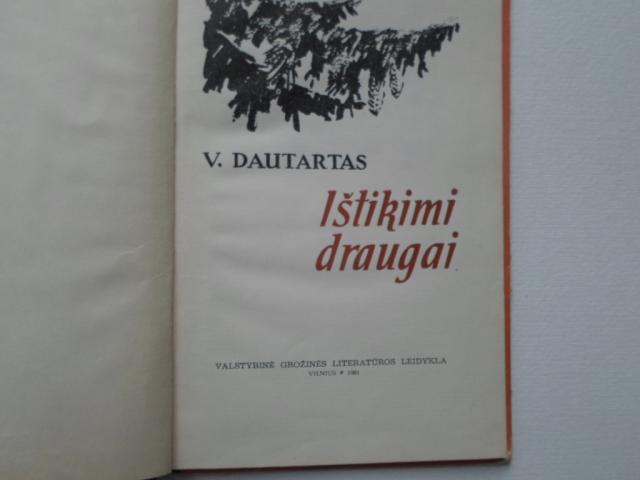 V. DAUTARTAS
Ištikimi
draugai
VALSTYBINĖ GROŽINĖS LITERATŪROS LEIDYKLA
VILNIUS * 1961